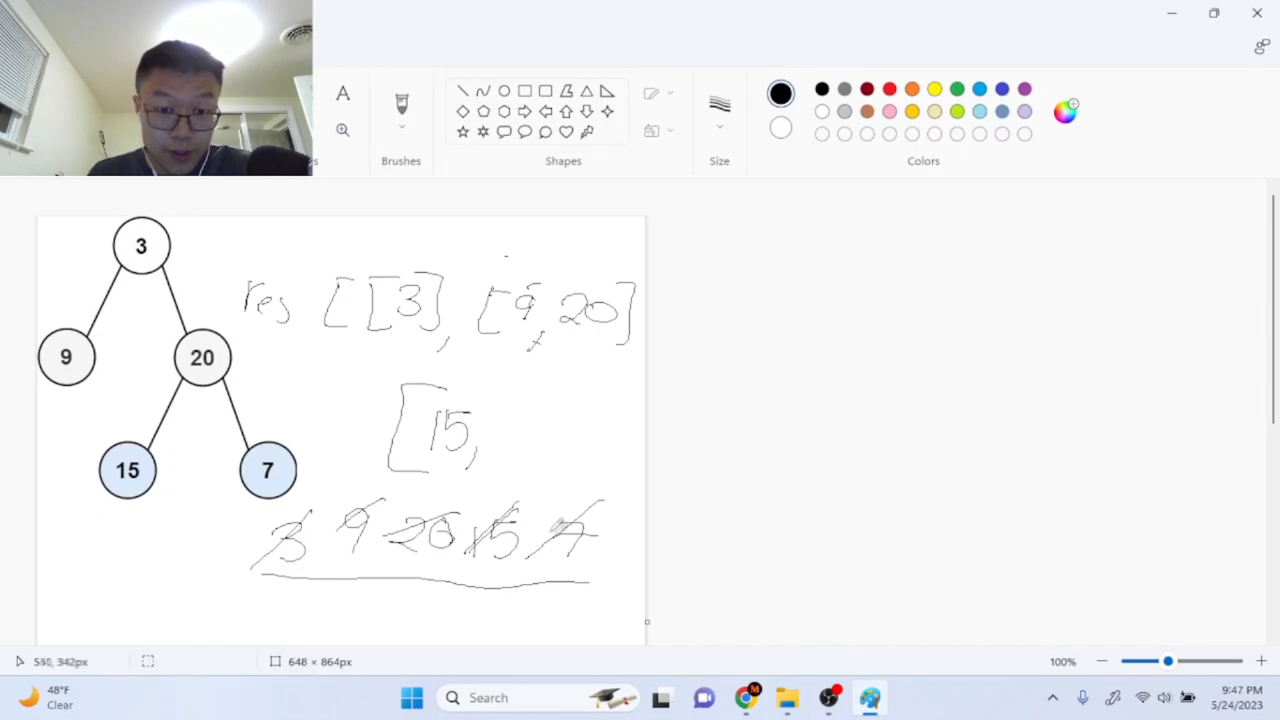 A
s
Brushes
Shapes
Size
Colors
3
9
20
15
7
res [[3], [9, 20]
[15,
3 9 20 15 7
648 × 864px
100%
48°F
Clear
Search
M
9:47 PM
5/24/2023